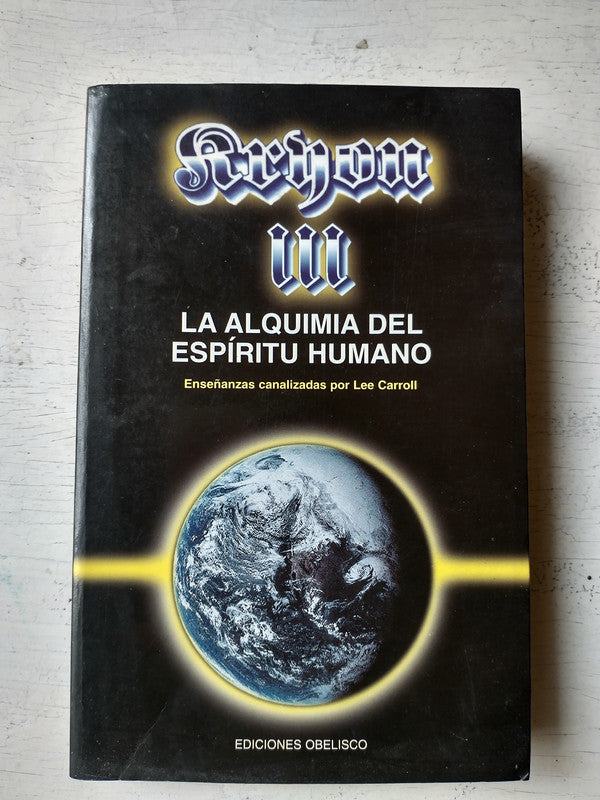 Kryon
III
LA ALQUIMIA DEL
ESPÍRITU HUMANO
Enseñanzas canalizadas por Lee Carroll
EDICIONES OBELISCO